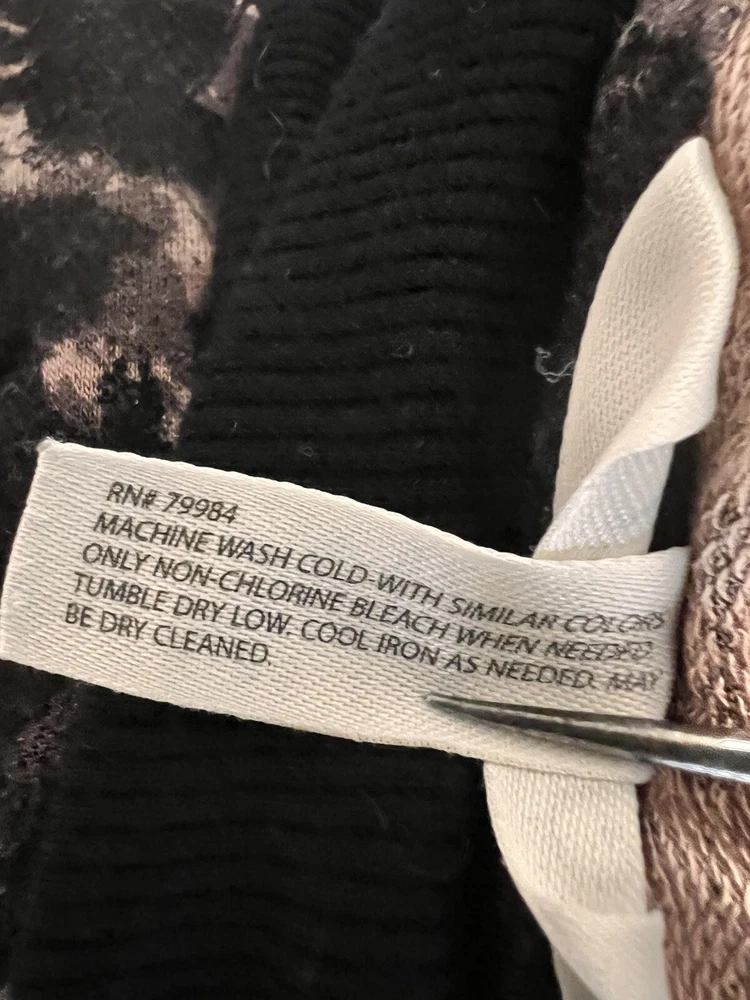 RN# 79984
MACHINE WASH COLD-WITH SIMILAR COLORS
ONLY NON-CHLORINE BLEACH WHEN NEEDED.
TUMBLE DRY LOW. COOL IRON AS NEEDED. MAY
BE DRY CLEANED.